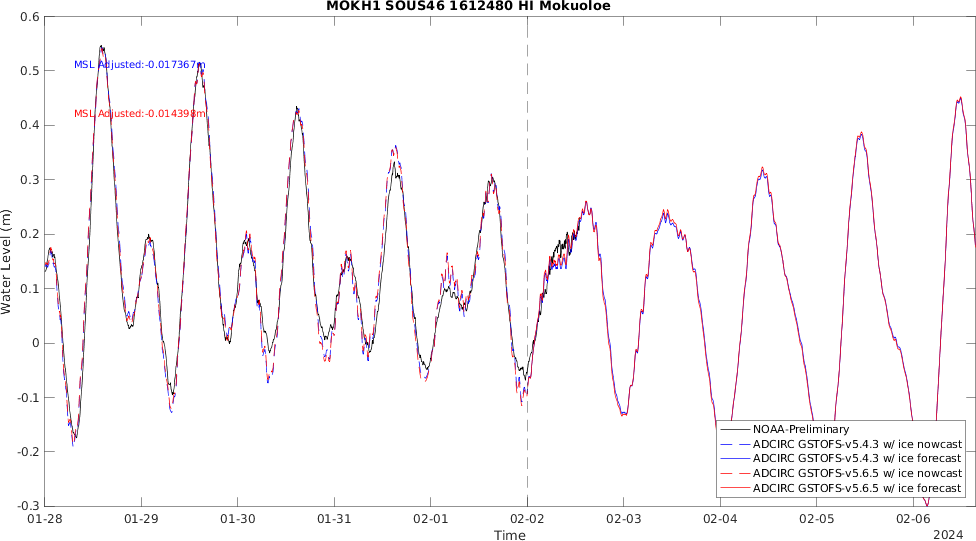 MOKH1 SOUS46 1612480 HI Mokuoloe
0.6
0.5
0.4
0.3
0.2
0.1
0
-0.1
-0.2
-0.3
Water Level (m)
MSL Adjusted:-0.017367m
MSL Adjusted:-0.014398m
NOAA-Preliminary
ADCIRC GSTOFS-v5.4.3 w/ ice nowcast
ADCIRC GSTOFS-v5.4.3 w/ ice forecast
ADCIRC GSTOFS-v5.6.5 w/ ice nowcast
ADCIRC GSTOFS-v5.6.5 w/ ice forecast
01-28 01-29 01-30 01-31 02-01 02-02 02-03 02-04 02-05 02-06
Time
2024